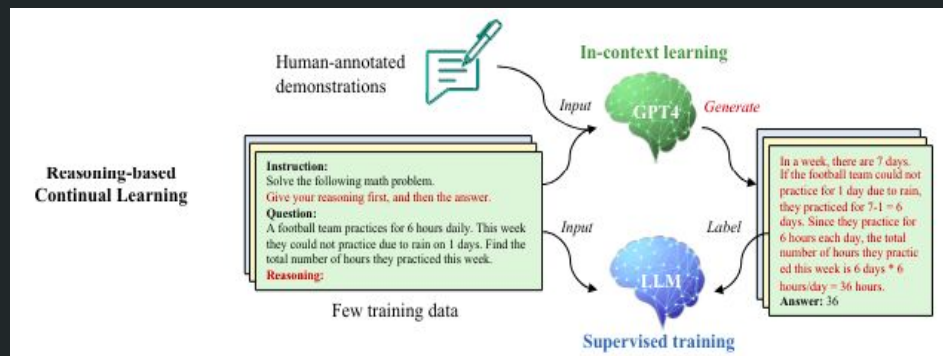 Human-annotated
demonstrations
In-context learning
Input
GPT4
Generate
Reasoning-based
Continual Learning
Instruction:
Solve the following math problem.
Give your reasoning first, and then the answer.
Question:
A football team practices for 6 hours daily. This week
they could not practice due to rain on 1 days. Find the
total number of hours they practiced this week.
Reasoning:
Few training data
Input
LLM
Label
Supervised training
In a week, there are 7 days.
If the football team could not
practice for 1 day due to rain,
they practiced for 7-1 = 6
days. Since they practice for
6 hours each day, the total
number of hours they practic
ed this week is 6 days * 6
hours/day = 36 hours.
Answer: 36